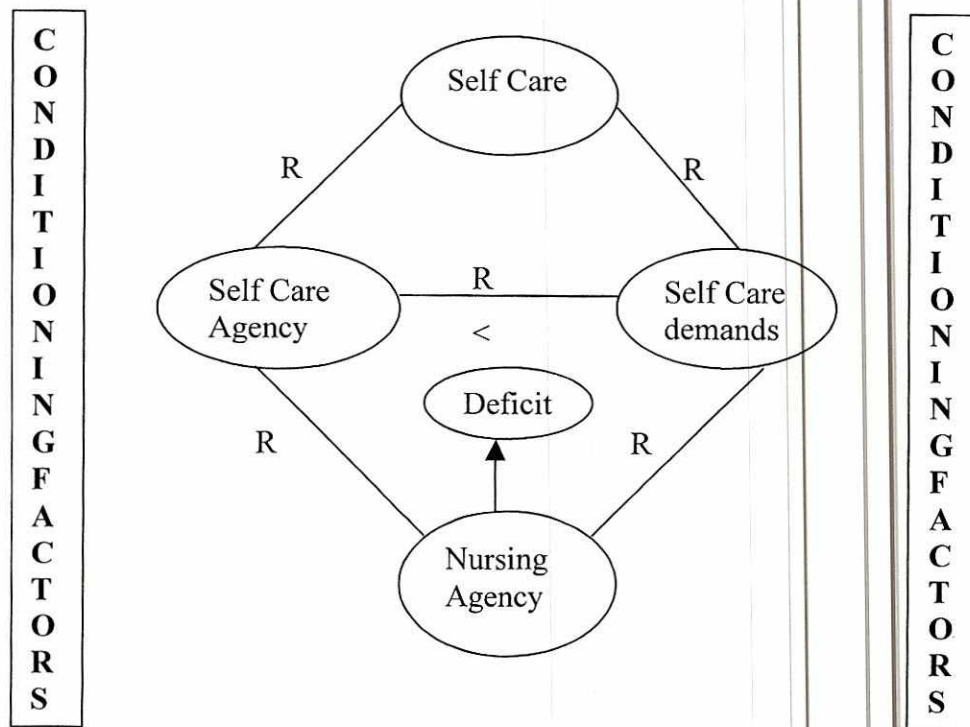 CONDITIONINGFACTORS
Self Care
R
R
Self Care
Agency
R
<
Self Care
demands
Deficit
R
R
Nursing
Agency
CONDITIONINGFACTORS